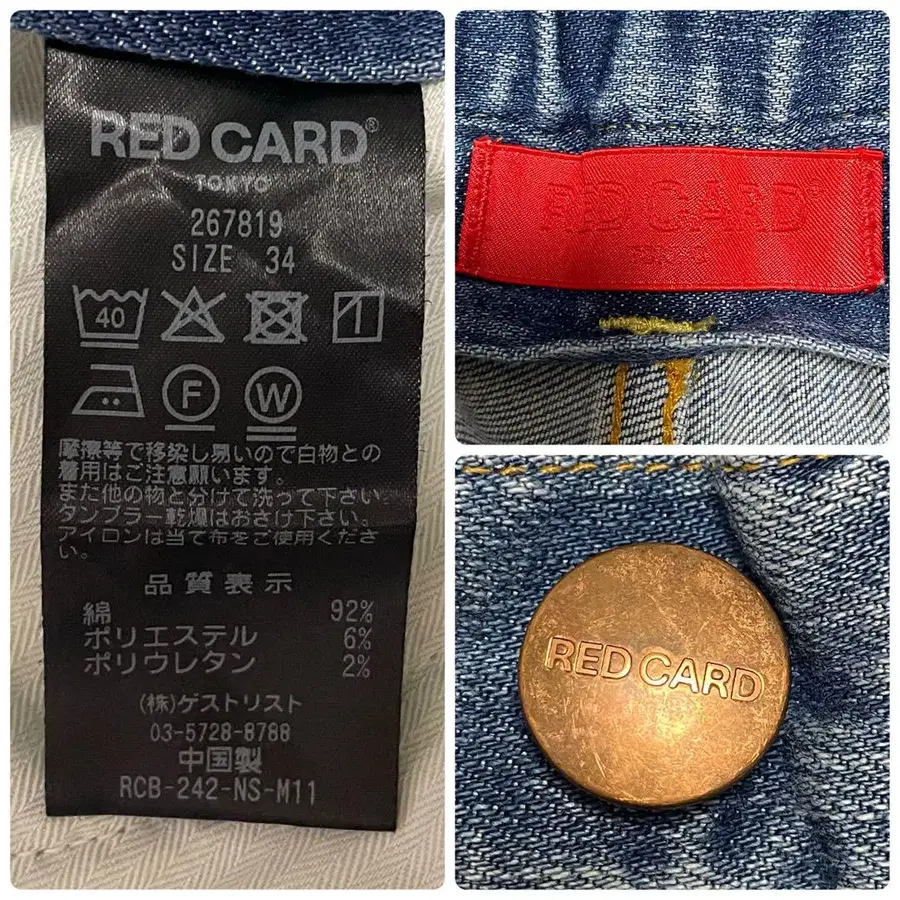 RED CARD®
TOKYO
267819
SIZE 34
40
F
W
摩擦等で移染し易いので白物との
着用はご注意願います。
また他の物と分けて洗って下さい
タンブラー乾燥はおさけ下さい。
アイロンは当て布をご使用くださ
い。
品質表示
綿 92%
ポリエステル 6%
ポリウレタン 2%
(株)ゲストリスト
03-5728-8788
中国製
RCB-242-NS-M11
RED CARD®
TOKYO
RED CARD